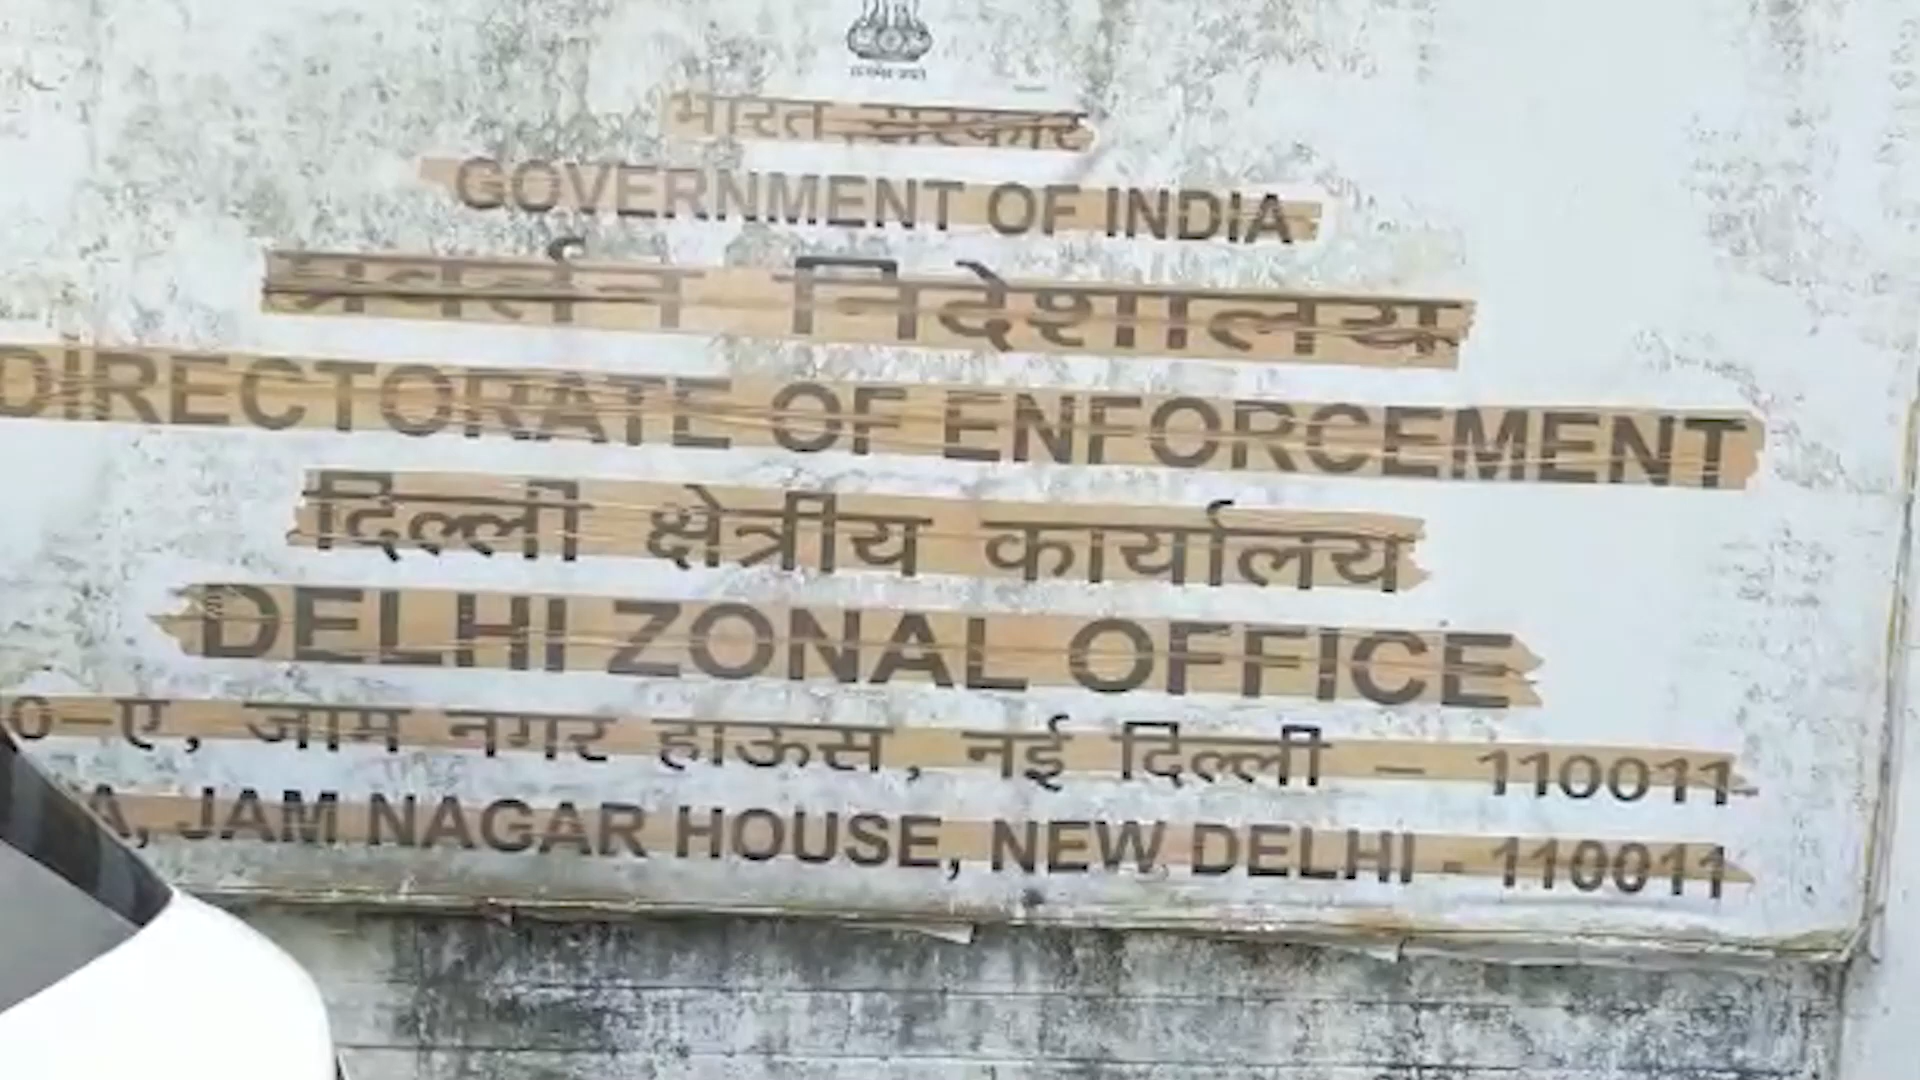 भारत सरकार
GOVERNMENT OF INDIA
प्रवर्तन निदेशालय
DIRECTORATE OF ENFORCEMENT
दिल्ली क्षेत्रीय कार्यालय
DELHI ZONAL OFFICE
0–ए, जाम नगर हाऊस, नई दिल्ली – 110011
A, JAM NAGAR HOUSE, NEW DELHI - 110011